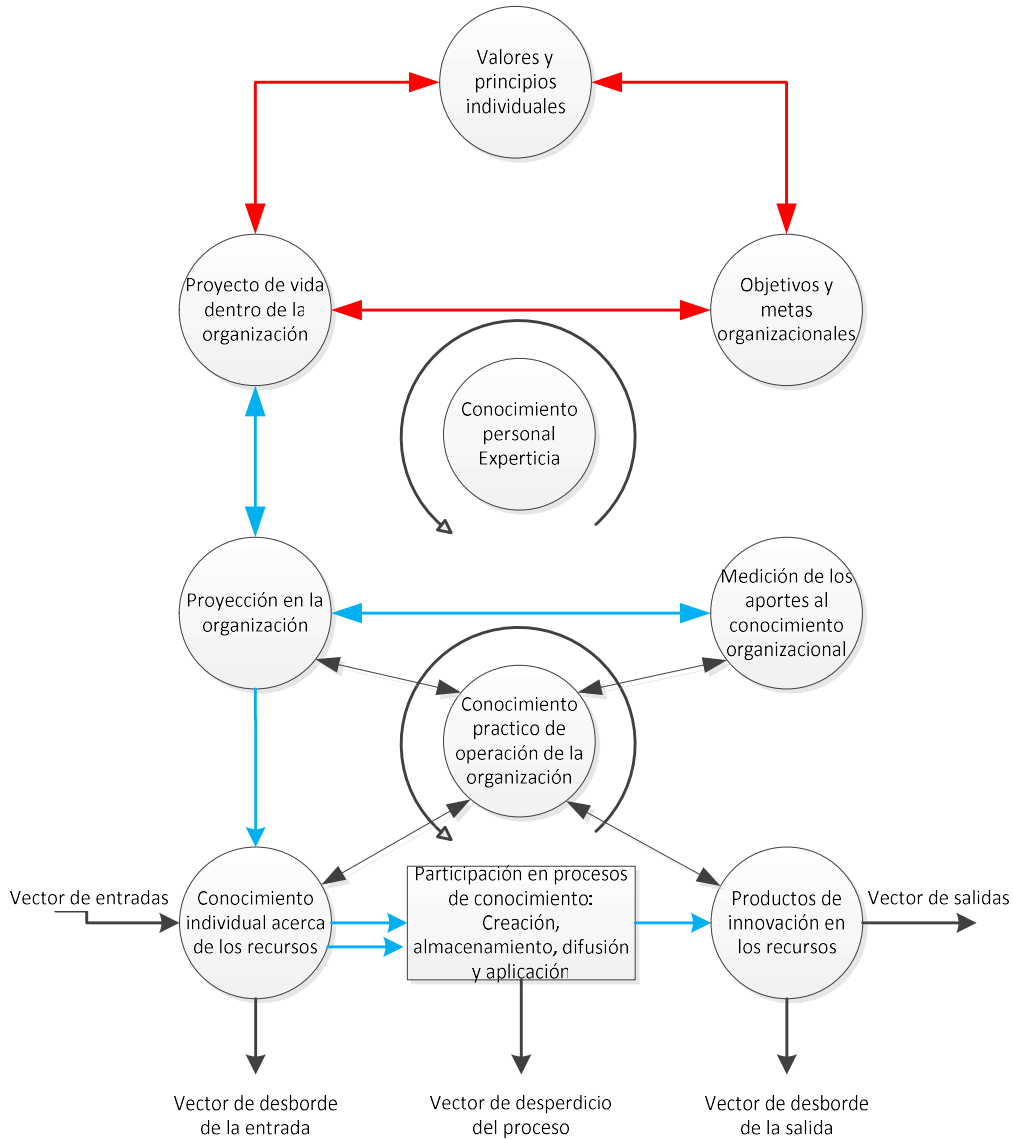 Valores y
principios
individuales
Proyecto de vida
dentro de la
organización
Objetivos y
metas
organizacionales
Conocimiento
personal
Experticia
Proyección en la
organización
Medición de los
aportes al
conocimiento
organizacional
Conocimiento
practico de
operación de la
organización
Vector de entradas
Conocimiento
individual acerca
de los recursos
Participación en procesos
de conocimiento:
Creación,
almacenamiento, difusión
y aplicación
Productos de
innovación en
los recursos
Vector de salidas
Vector de desborde
de la entrada
Vector de desperdicio
del proceso
Vector de desborde
de la salida